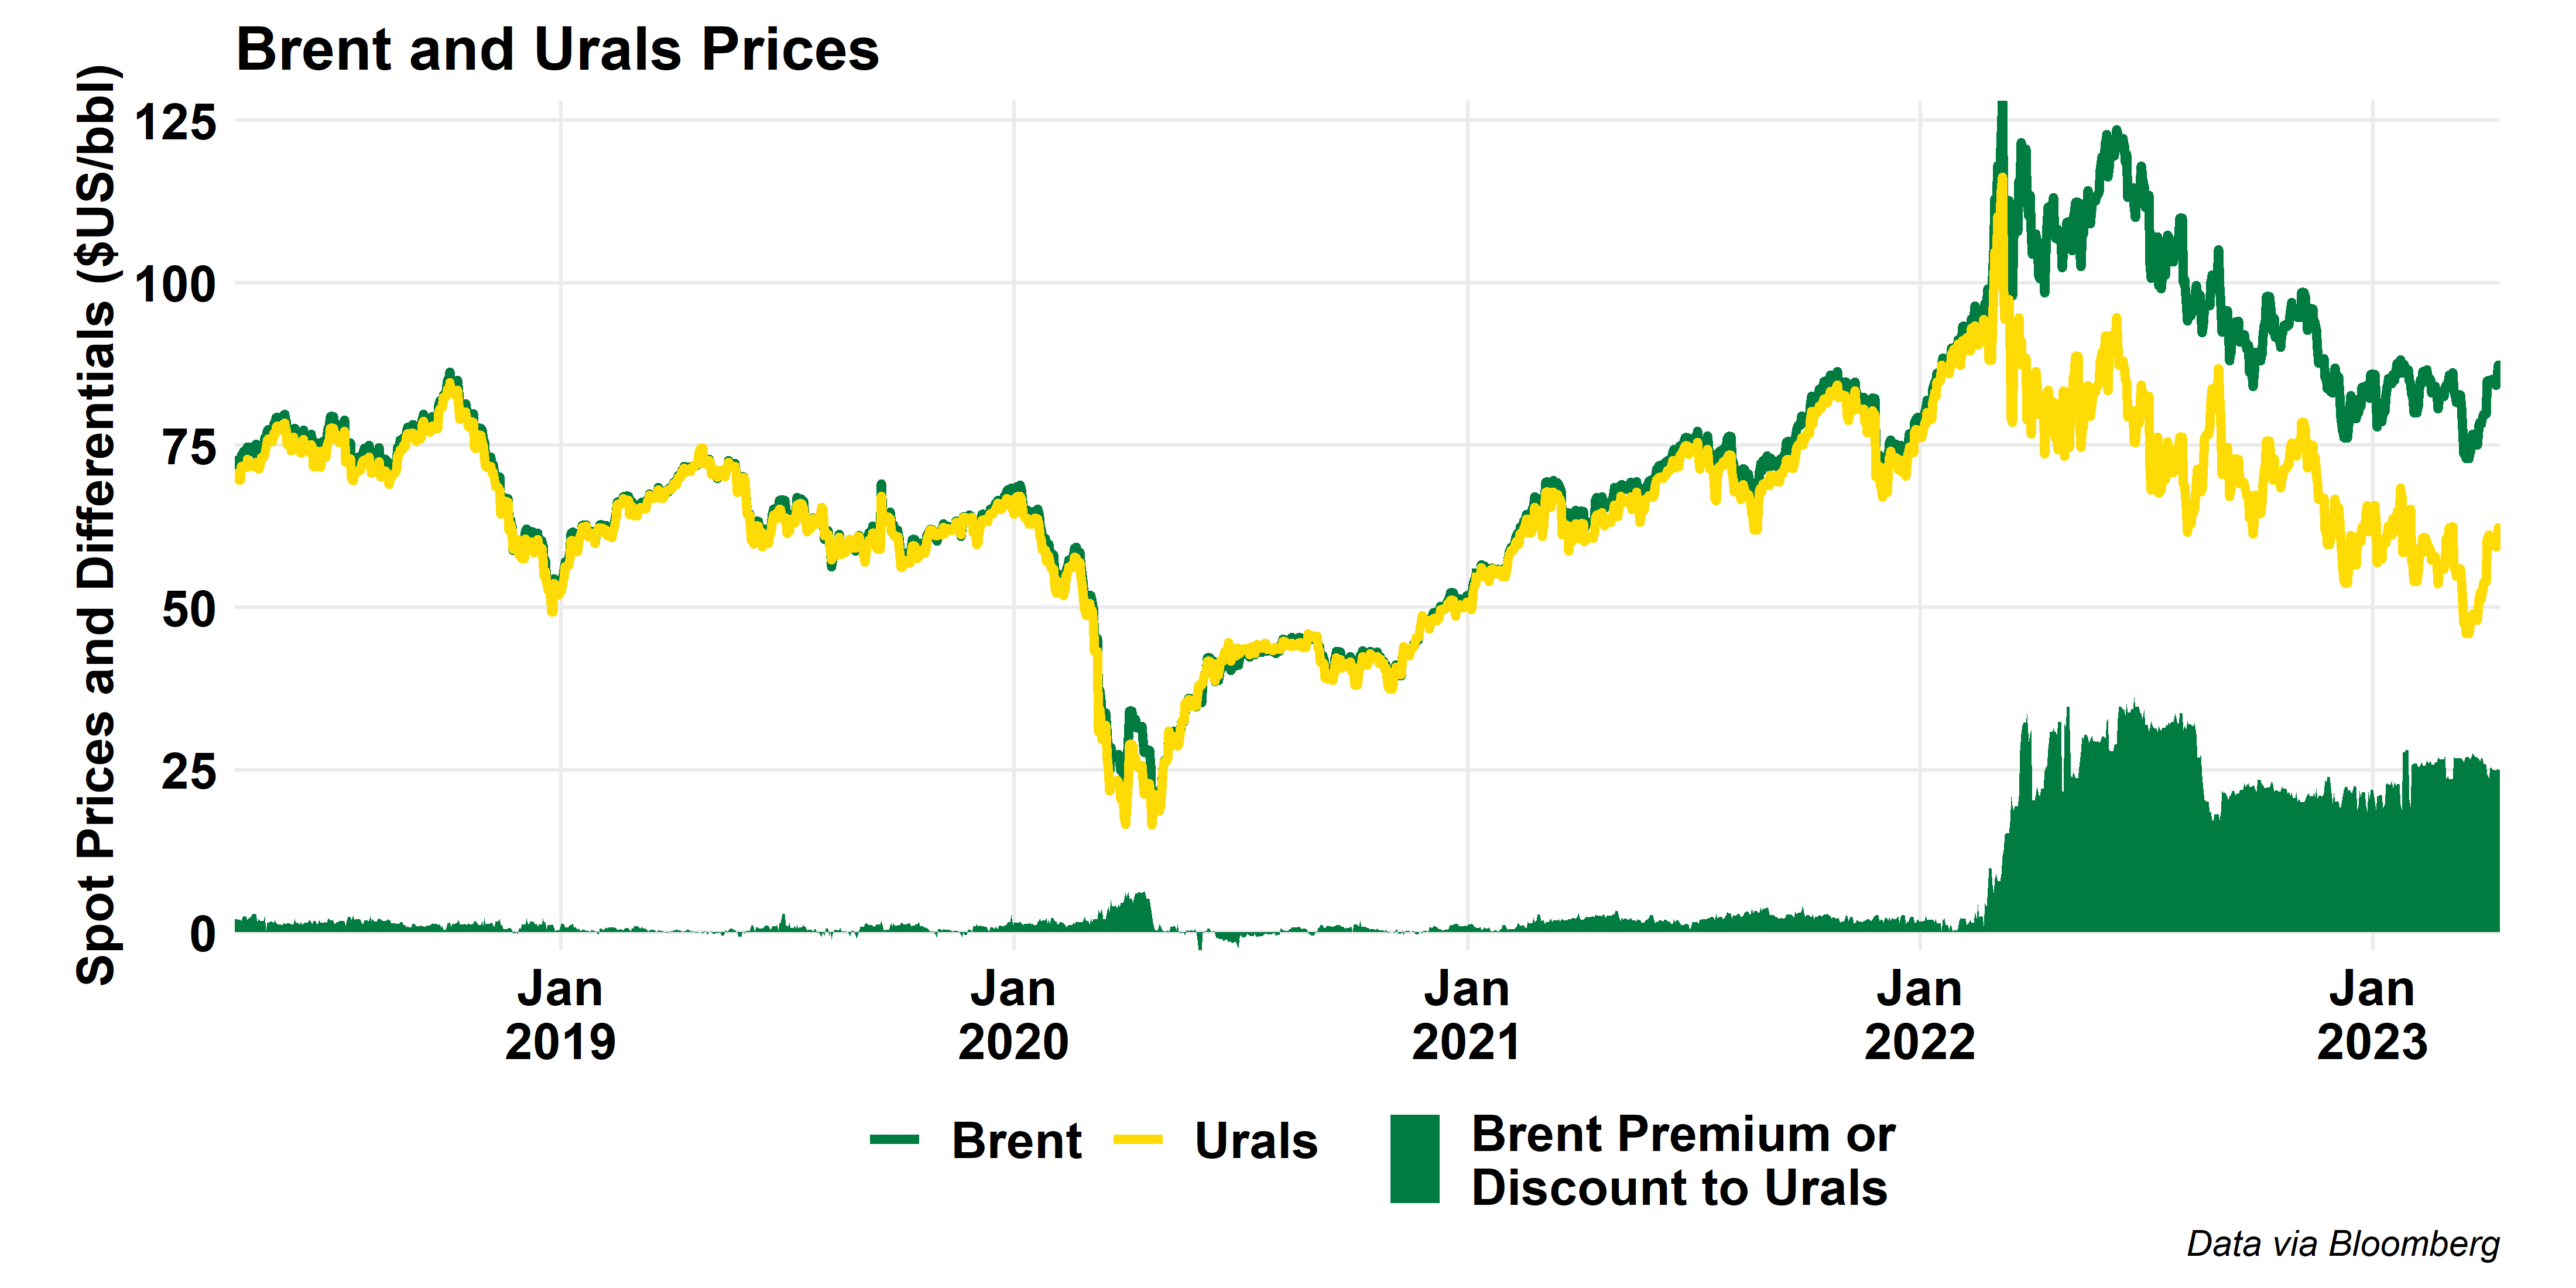 Brent and Urals Prices
Spot Prices and Differentials ($US/bbl)
125
100
75
50
25
0
Jan
2019
Jan
2020
Jan
2021
Jan
2022
Jan
2023
Brent
Urals
Brent Premium or
Discount to Urals
Data via Bloomberg